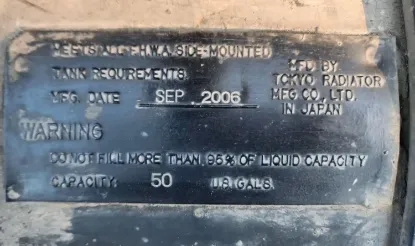 MEETS ALL F.H.W.A. SIDE-MOUNTED
TANK REQUIREMENTS
MFG. DATE SEP. 2006
MFD BY
TOKYO RADIATOR
MFG CO., LTD.
IN JAPAN
WARNING
DO NOT FILL MORE THAN 95% OF LIQUID CAPACITY
CAPACITY 50 U.S. GALS.